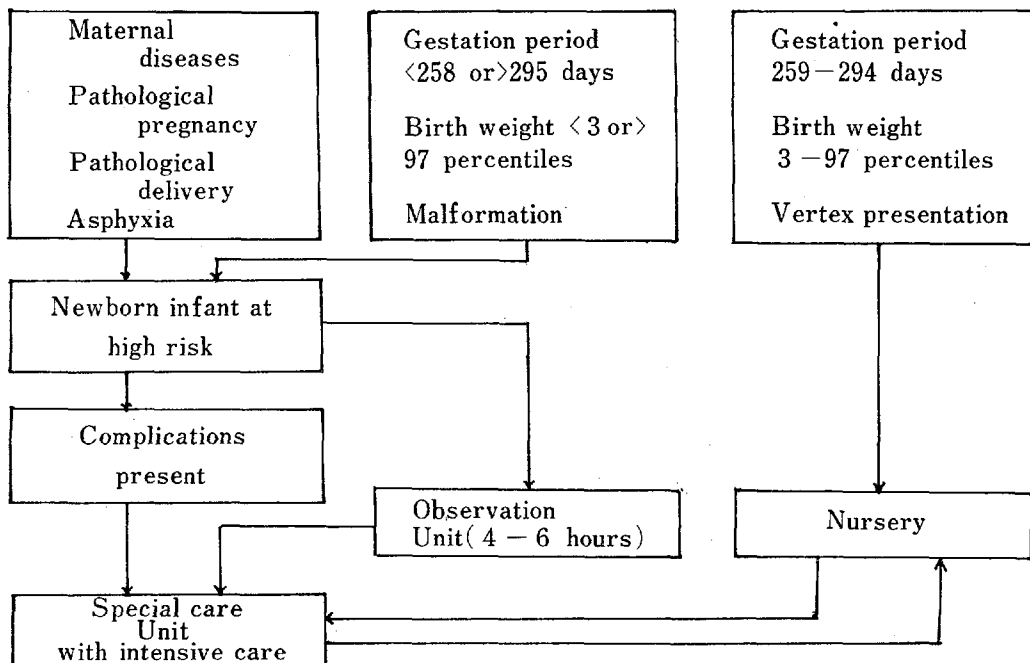 Maternal
diseases
Pathological
pregnancy
Pathological
delivery
Asphyxia
Gestation period
<258 or>295 days
Birth weight <3 or>
97 percentiles
Malformation
Gestation period
259-294 days
Birth weight
3-97 percentiles
Vertex presentation
Newborn infant at
high risk
Complications
present
Observation
Unit(4-6 hours)
Nursery
Special care
Unit
with intensive care